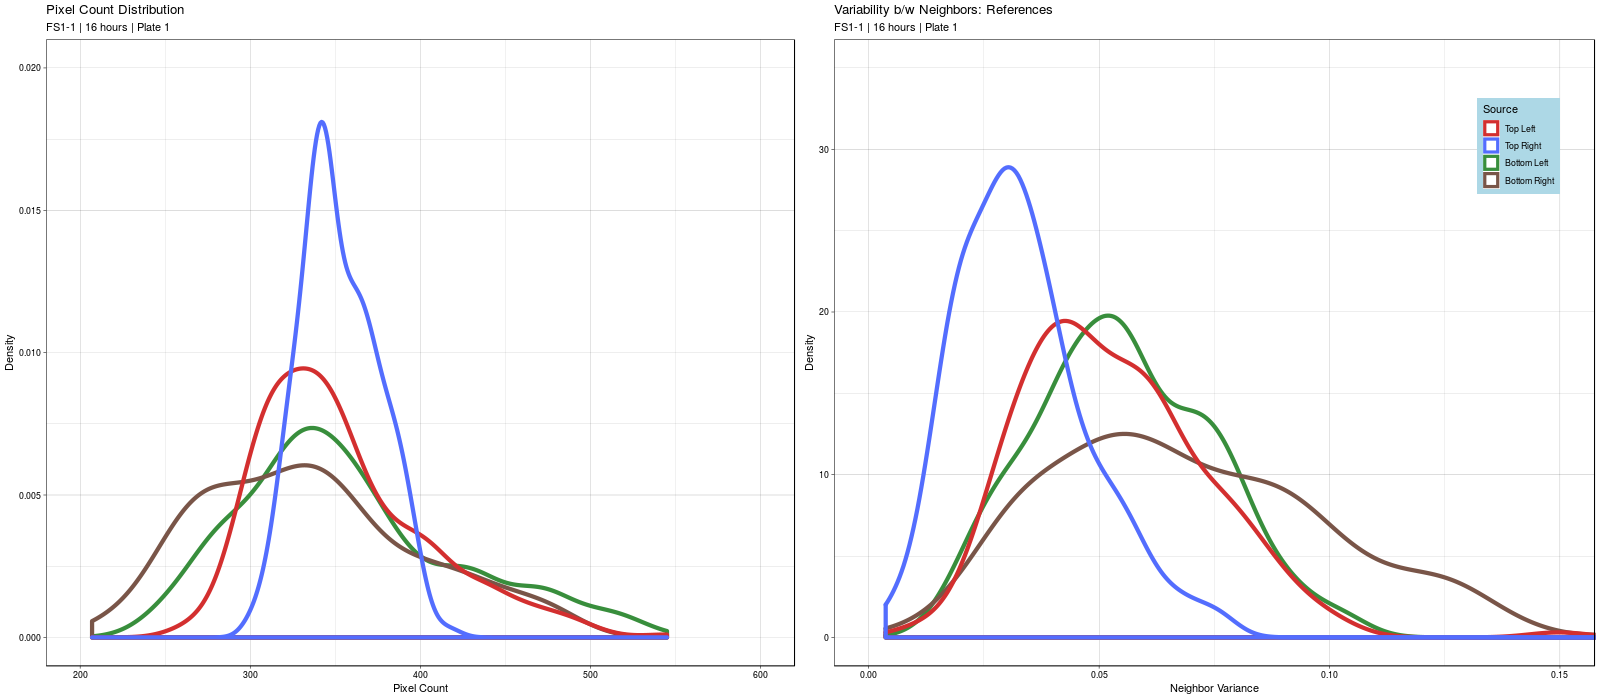 Pixel Count Distribution
FS1-1 | 16 hours | Plate 1
0.020
0.015
0.010
0.005
0.000
Density
200
300
400
500
600
Pixel Count
Variability b/w Neighbors: References
FS1-1 | 16 hours | Plate 1
30
20
10
0
Density
0.00
0.05
0.10
0.15
Neighbor Variance
Source
Top Left
Top Right
Bottom Left
Bottom Right